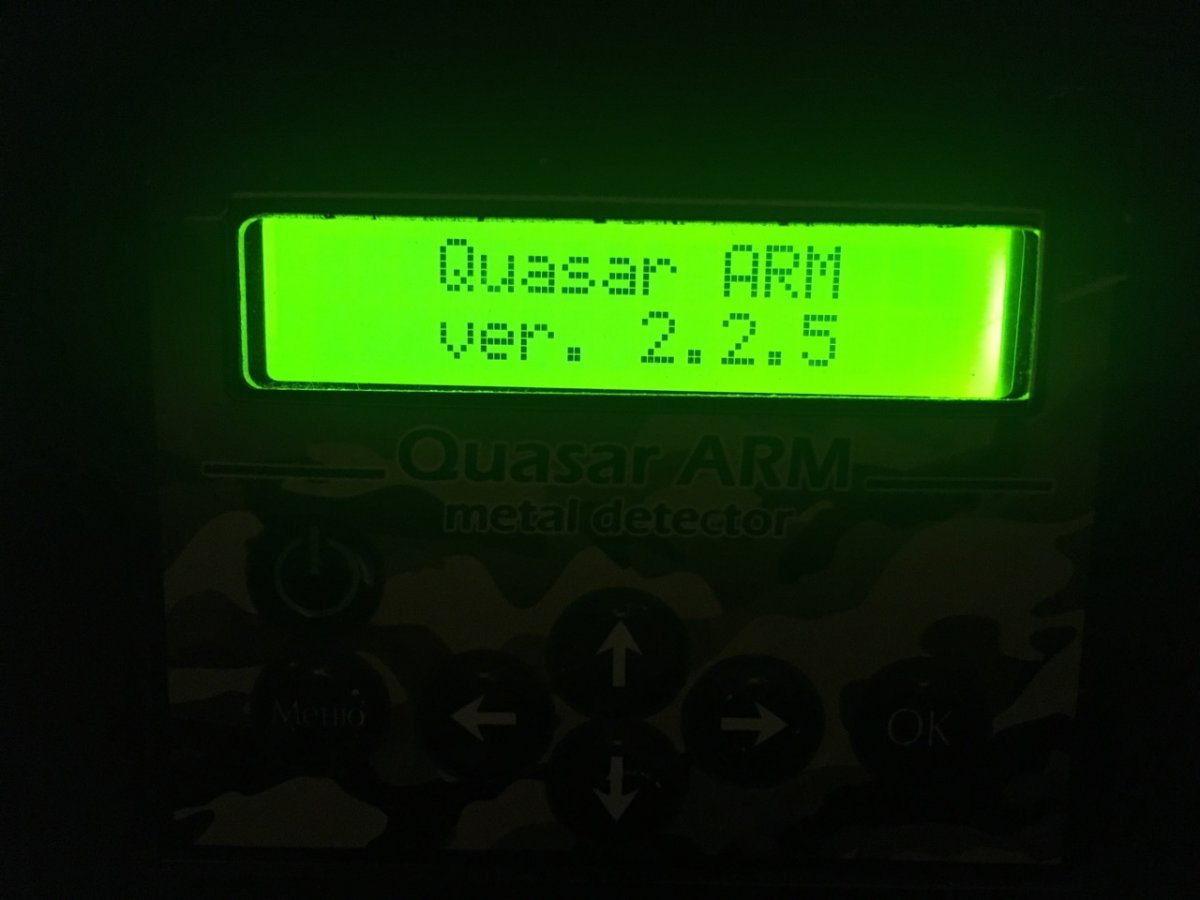 Quasar ARM
ver. 2.2.5
Quasar ARM
metal detector
Меню
OK